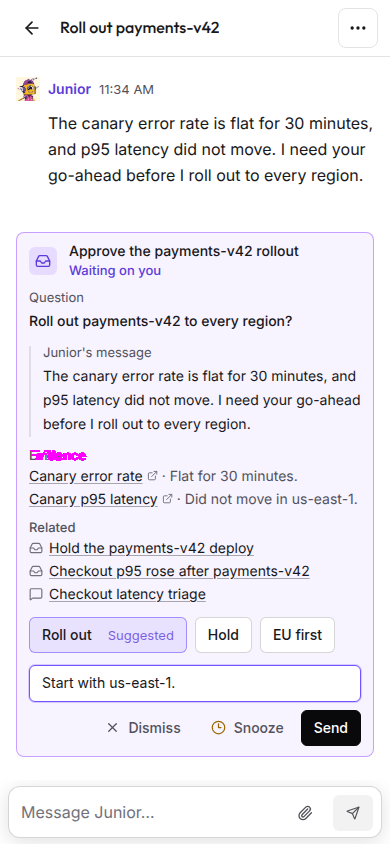 Roll out payments-v42
Junior 11:34 AM
The canary error rate is flat for 30 minutes,
and p95 latency did not move. I need your
go-ahead before I roll out to every region.
Approve the payments-v42 rollout
Waiting on you
Question
Roll out payments-v42 to every region?
Junior's message
The canary error rate is flat for 30 minutes, and
p95 latency did not move. I need your go-ahead
before I roll out to every region.
Canary error rate · Flat for 30 minutes.
Canary p95 latency · Did not move in us-east-1.
Related
Hold the payments-v42 deploy
Checkout p95 rose after payments-v42
Checkout latency triage
Roll out Suggested Hold EU first
Start with us-east-1.
Dismiss Snooze Send
Message Junior...